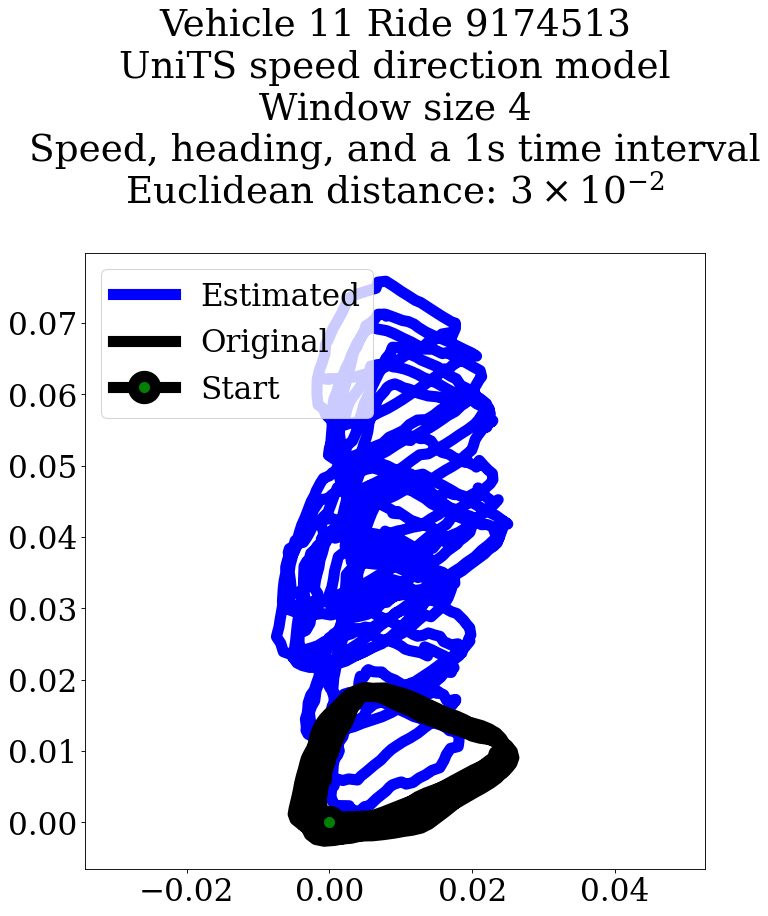 Vehicle 11 Ride 9174513
UniTS speed direction model
Window size 4
Speed, heading, and a 1s time interval
Euclidean distance: 3 × 10⁻²
Estimated
Original
Start
0.07
0.06
0.05
0.04
0.03
0.02
0.01
0.00
−0.02 0.00 0.02 0.04